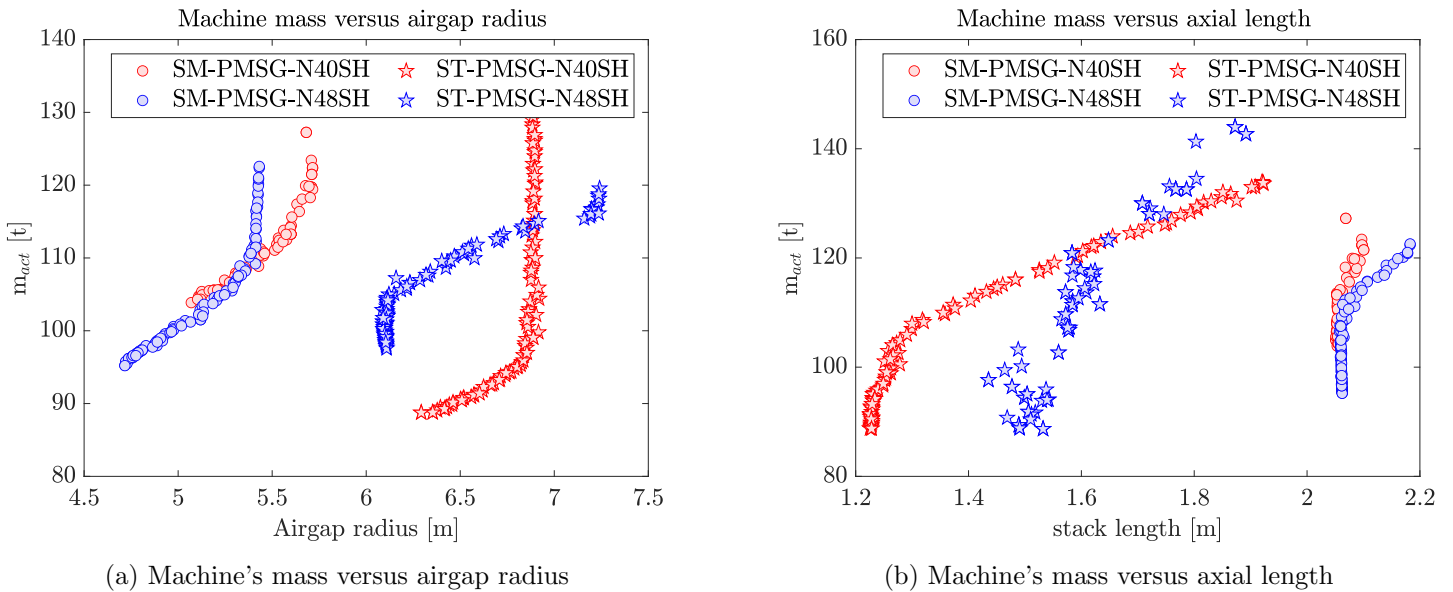 Machine mass versus airgap radius
140
130
120
110
100
90
80
m_act [t]
SM-PMSG-N40SH
ST-PMSG-N40SH
SM-PMSG-N48SH
ST-PMSG-N48SH
4.5 5 5.5 6 6.5 7 7.5
Airgap radius [m]
(a) Machine's mass versus airgap radius
Machine mass versus axial length
160
140
120
100
80
m_act [t]
SM-PMSG-N40SH
ST-PMSG-N40SH
SM-PMSG-N48SH
ST-PMSG-N48SH
1.2 1.4 1.6 1.8 2 2.2
stack length [m]
(b) Machine's mass versus axial length